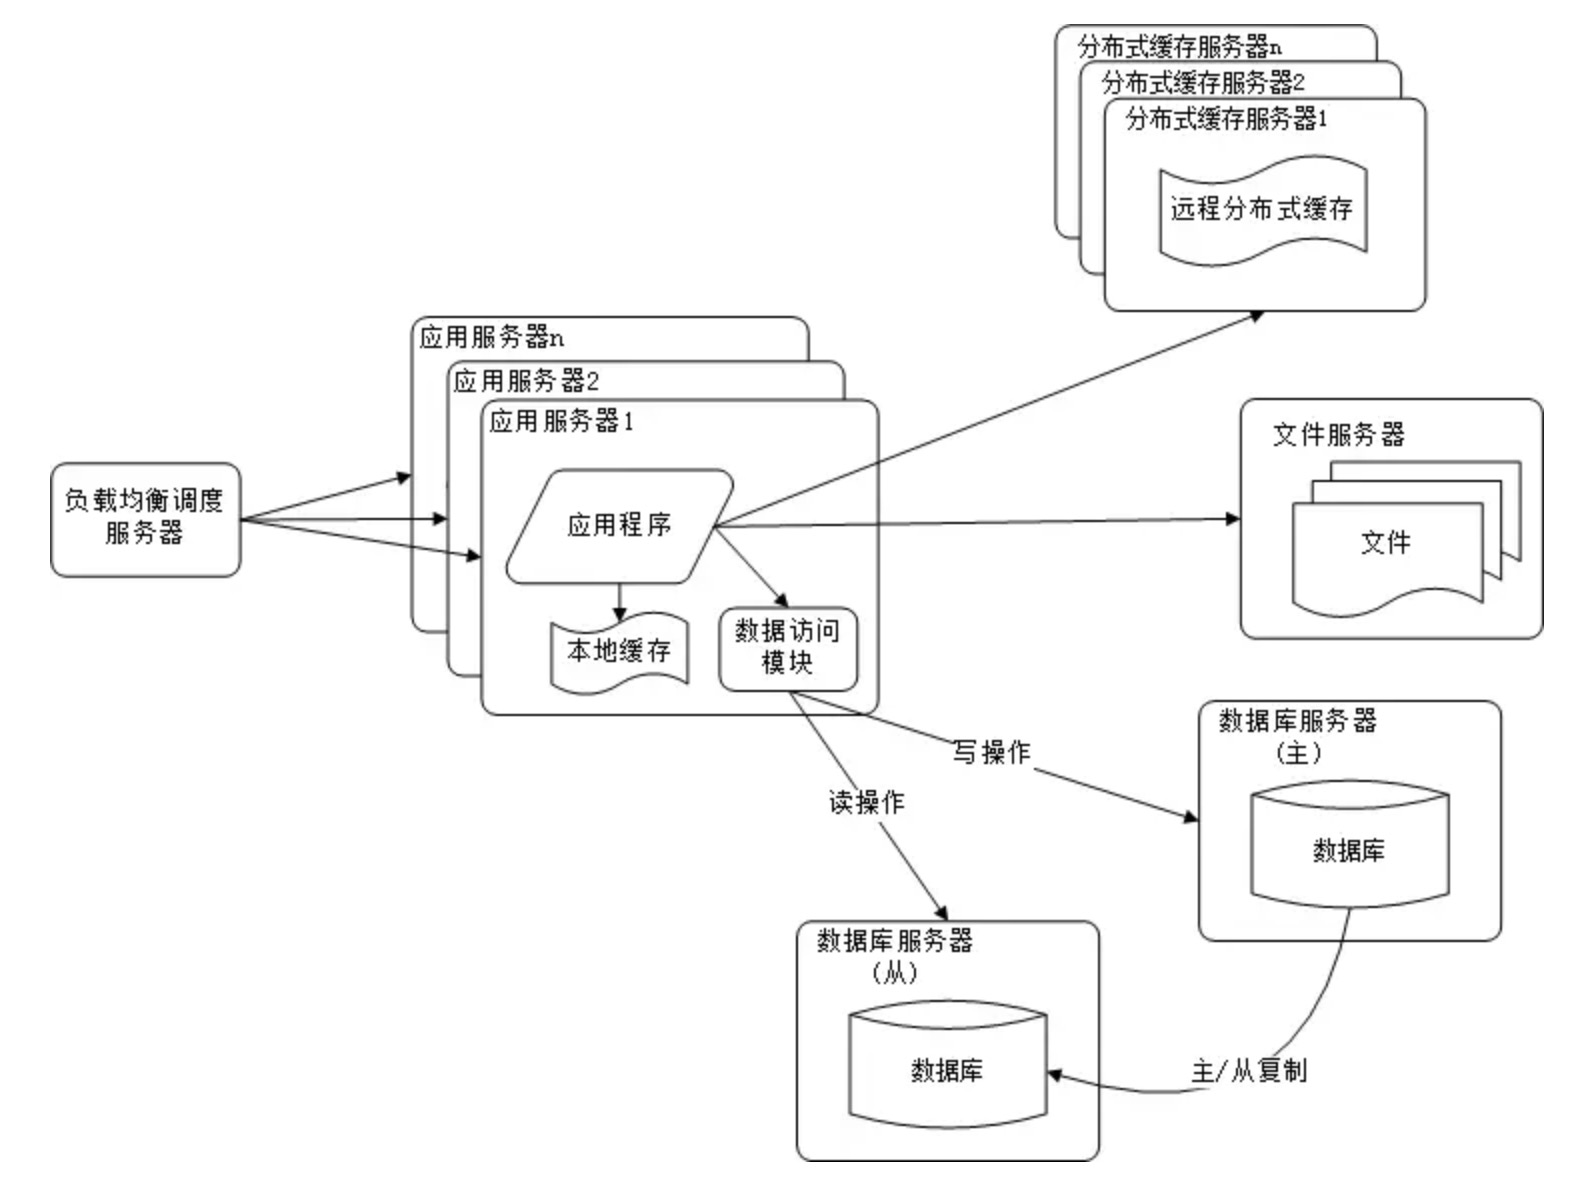 分布式缓存服务器n
分布式缓存服务器2
分布式缓存服务器1
远程分布式缓存
应用服务器n
应用服务器2
应用服务器1
负载均衡调度
服务器
应用程序
本地缓存
数据访问
模块
文件服务器
文件
写操作
读操作
数据库服务器
(主)
数据库
数据库服务器
(从)
数据库
主/从复制